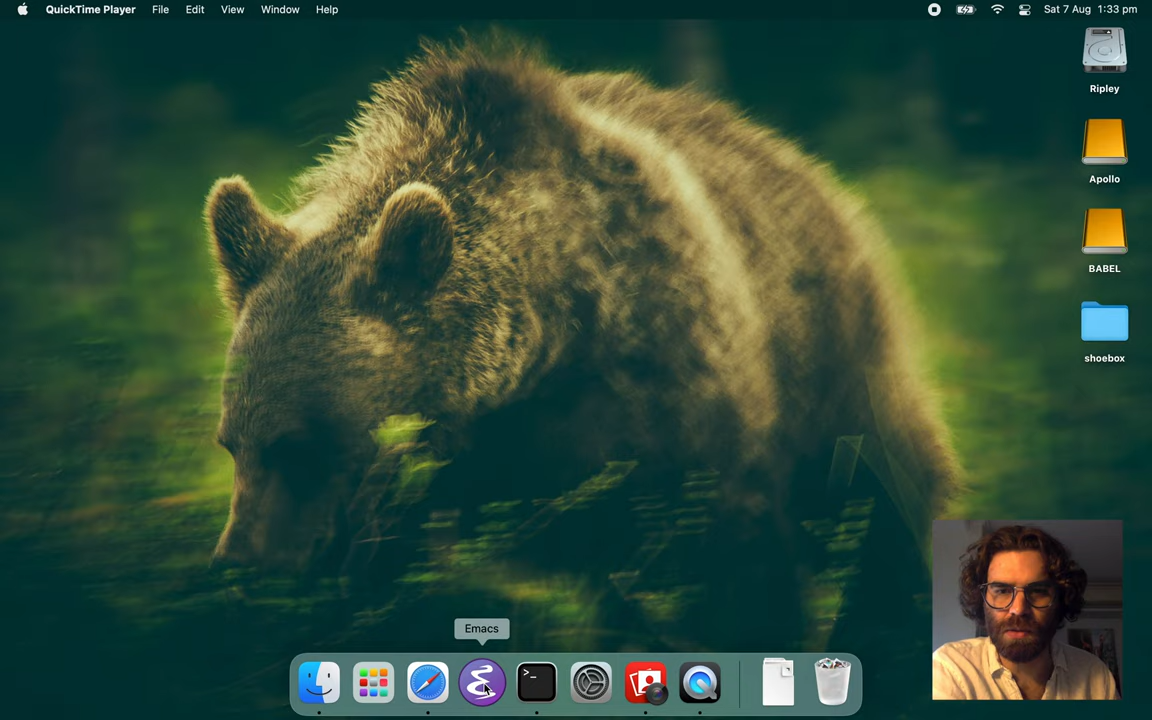 QuickTime Player File Edit View Window Help Sat 7 Aug 1:33 pm
Ripley
Apollo
BABEL
shoebox
Emacs
>_